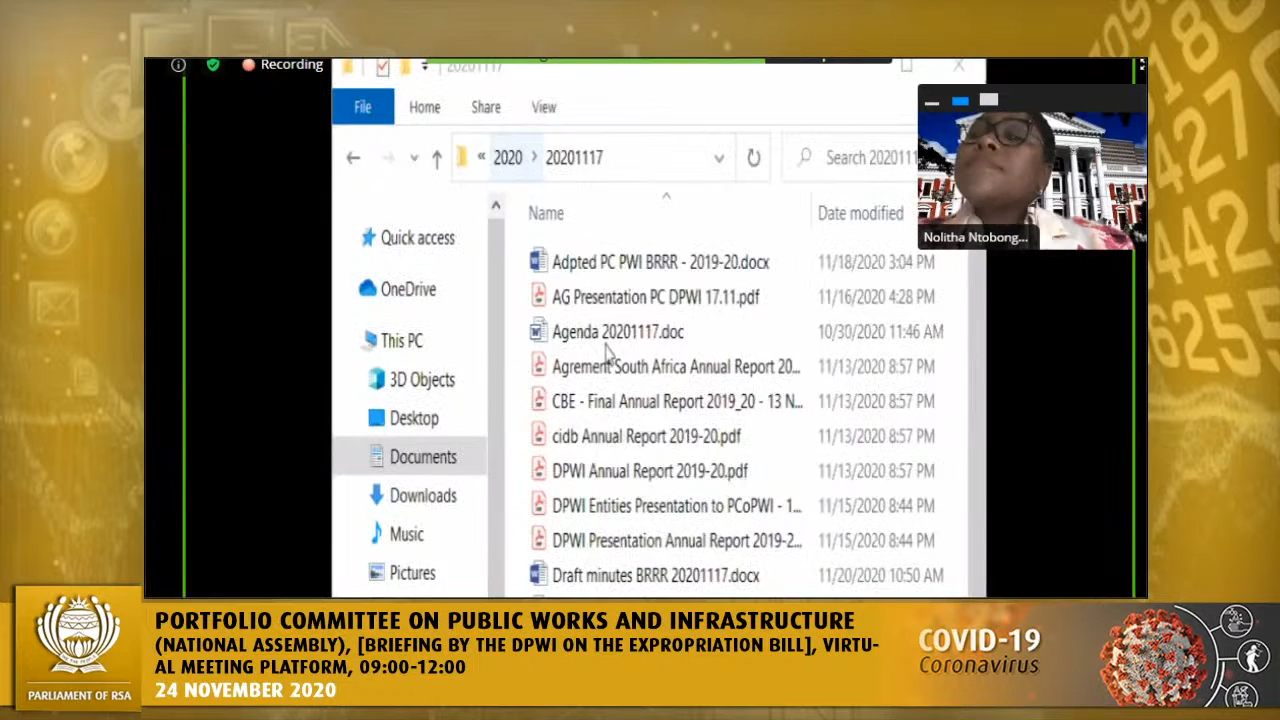 Recording
20201117
File Home Share View
« 2020 > 20201117
Search 2020111
Name
Date modified
Nolitha Ntobong...
Quick access
OneDrive
This PC
3D Objects
Desktop
Documents
Downloads
Music
Pictures
Adpted PC PWI BRRR - 2019-20.docx 11/18/2020 3:04 PM
AG Presentation PC DPWI 17.11.pdf 11/16/2020 4:28 PM
Agenda 20201117.doc 10/30/2020 11:46 AM
Agrement South Africa Annual Report 20... 11/13/2020 8:57 PM
CBE - Final Annual Report 2019_20 - 13 N... 11/13/2020 8:57 PM
cidb Annual Report 2019-20.pdf 11/13/2020 8:57 PM
DPWI Annual Report 2019-20.pdf 11/13/2020 8:57 PM
DPWI Entities Presentation to PCoPWI - 1... 11/15/2020 8:44 PM
DPWI Presentation Annual Report 2019-2... 11/15/2020 8:44 PM
Draft minutes BRRR 20201117.docx 11/20/2020 10:50 AM
PARLIAMENT OF RSA
PORTFOLIO COMMITTEE ON PUBLIC WORKS AND INFRASTRUCTURE
(NATIONAL ASSEMBLY), [BRIEFING BY THE DPWI ON THE EXPROPRIATION BILL], VIRTU-
AL MEETING PLATFORM, 09:00-12:00
24 NOVEMBER 2020
COVID-19
Coronavirus